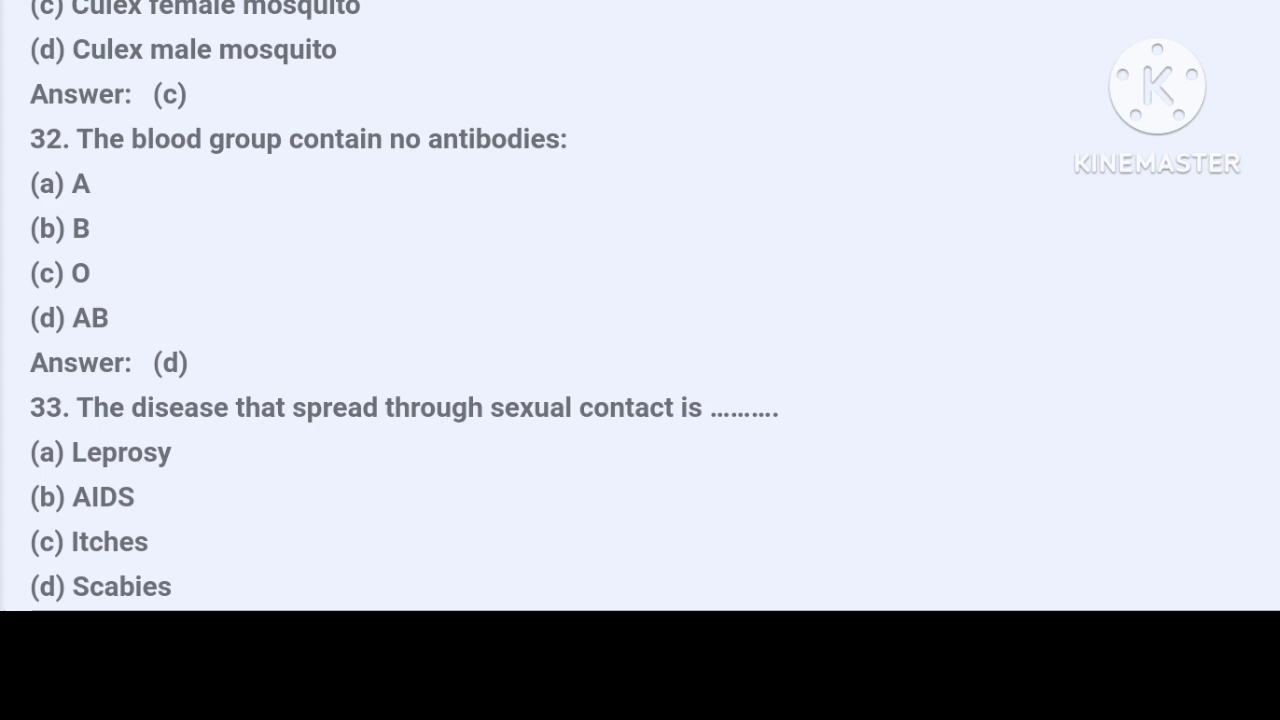 (c) Culex female mosquito
(d) Culex male mosquito
Answer: (c)
32. The blood group contain no antibodies:
(a) A
(b) B
(c) O
(d) AB
Answer: (d)
33. The disease that spread through sexual contact is ..........
(a) Leprosy
(b) AIDS
(c) Itches
(d) Scabies
K
KINEMASTER